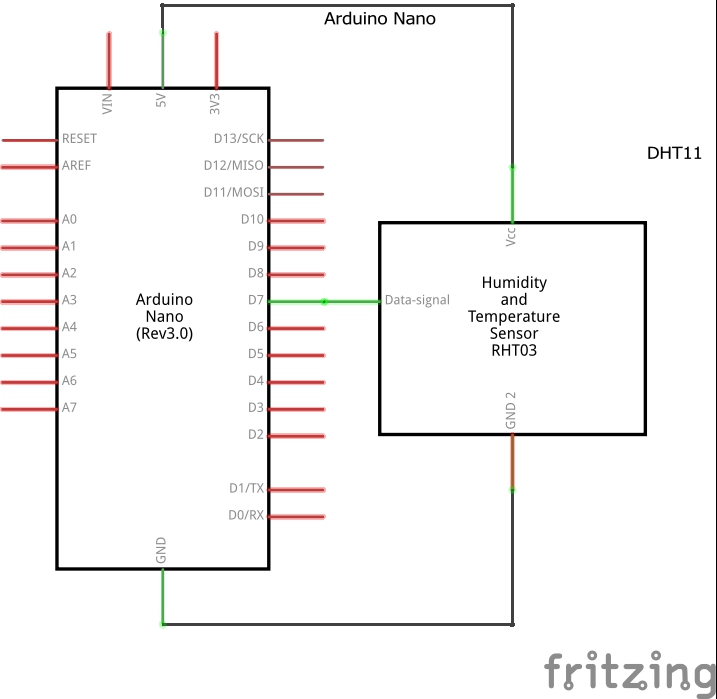 Arduino Nano
DHT11
VIN
5V
3V3
RESET
AREF
A0
A1
A2
A3
A4
A5
A6
A7
D13/SCK
D12/MISO
D11/MOSI
D10
D9
D8
D7
D6
D5
D4
D3
D2
D1/TX
D0/RX
GND
Arduino
Nano
(Rev3.0)
Vcc
Data-signal
Humidity
and
Temperature
Sensor
RHT03
GND 2
fritzing